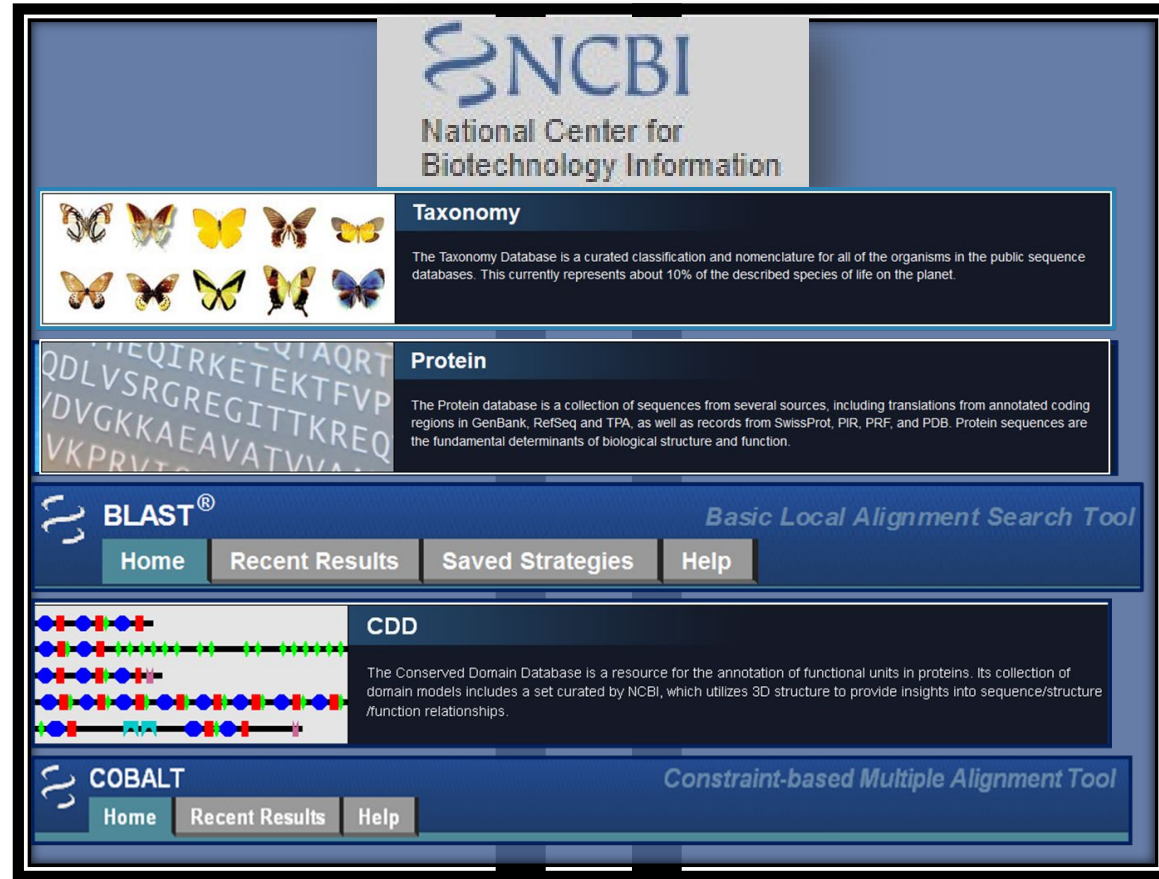 NCBI
National Center for
Biotechnology Information
Taxonomy
The Taxonomy Database is a curated classification and nomenclature for all of the organisms in the public sequence
databases. This currently represents about 10% of the described species of life on the planet.
QDLVSRGREGITTKREQ
Protein
The Protein database is a collection of sequences from several sources, including translations from annotated coding
regions in GenBank, RefSeq and TPA, as well as records from SwissProt, PIR, PRF, and PDB. Protein sequences are
the fundamental determinants of biological structure and function.
BLAST®
Basic Local Alignment Search Tool
Home Recent Results Saved Strategies Help
CDD
The Conserved Domain Database is a resource for the annotation of functional units in proteins. Its collection of
domain models includes a set curated by NCBI, which utilizes 3D structure to provide insights into sequence/structure
/function relationships.
COBALT
Constraint-based Multiple Alignment Tool
Home Recent Results Help